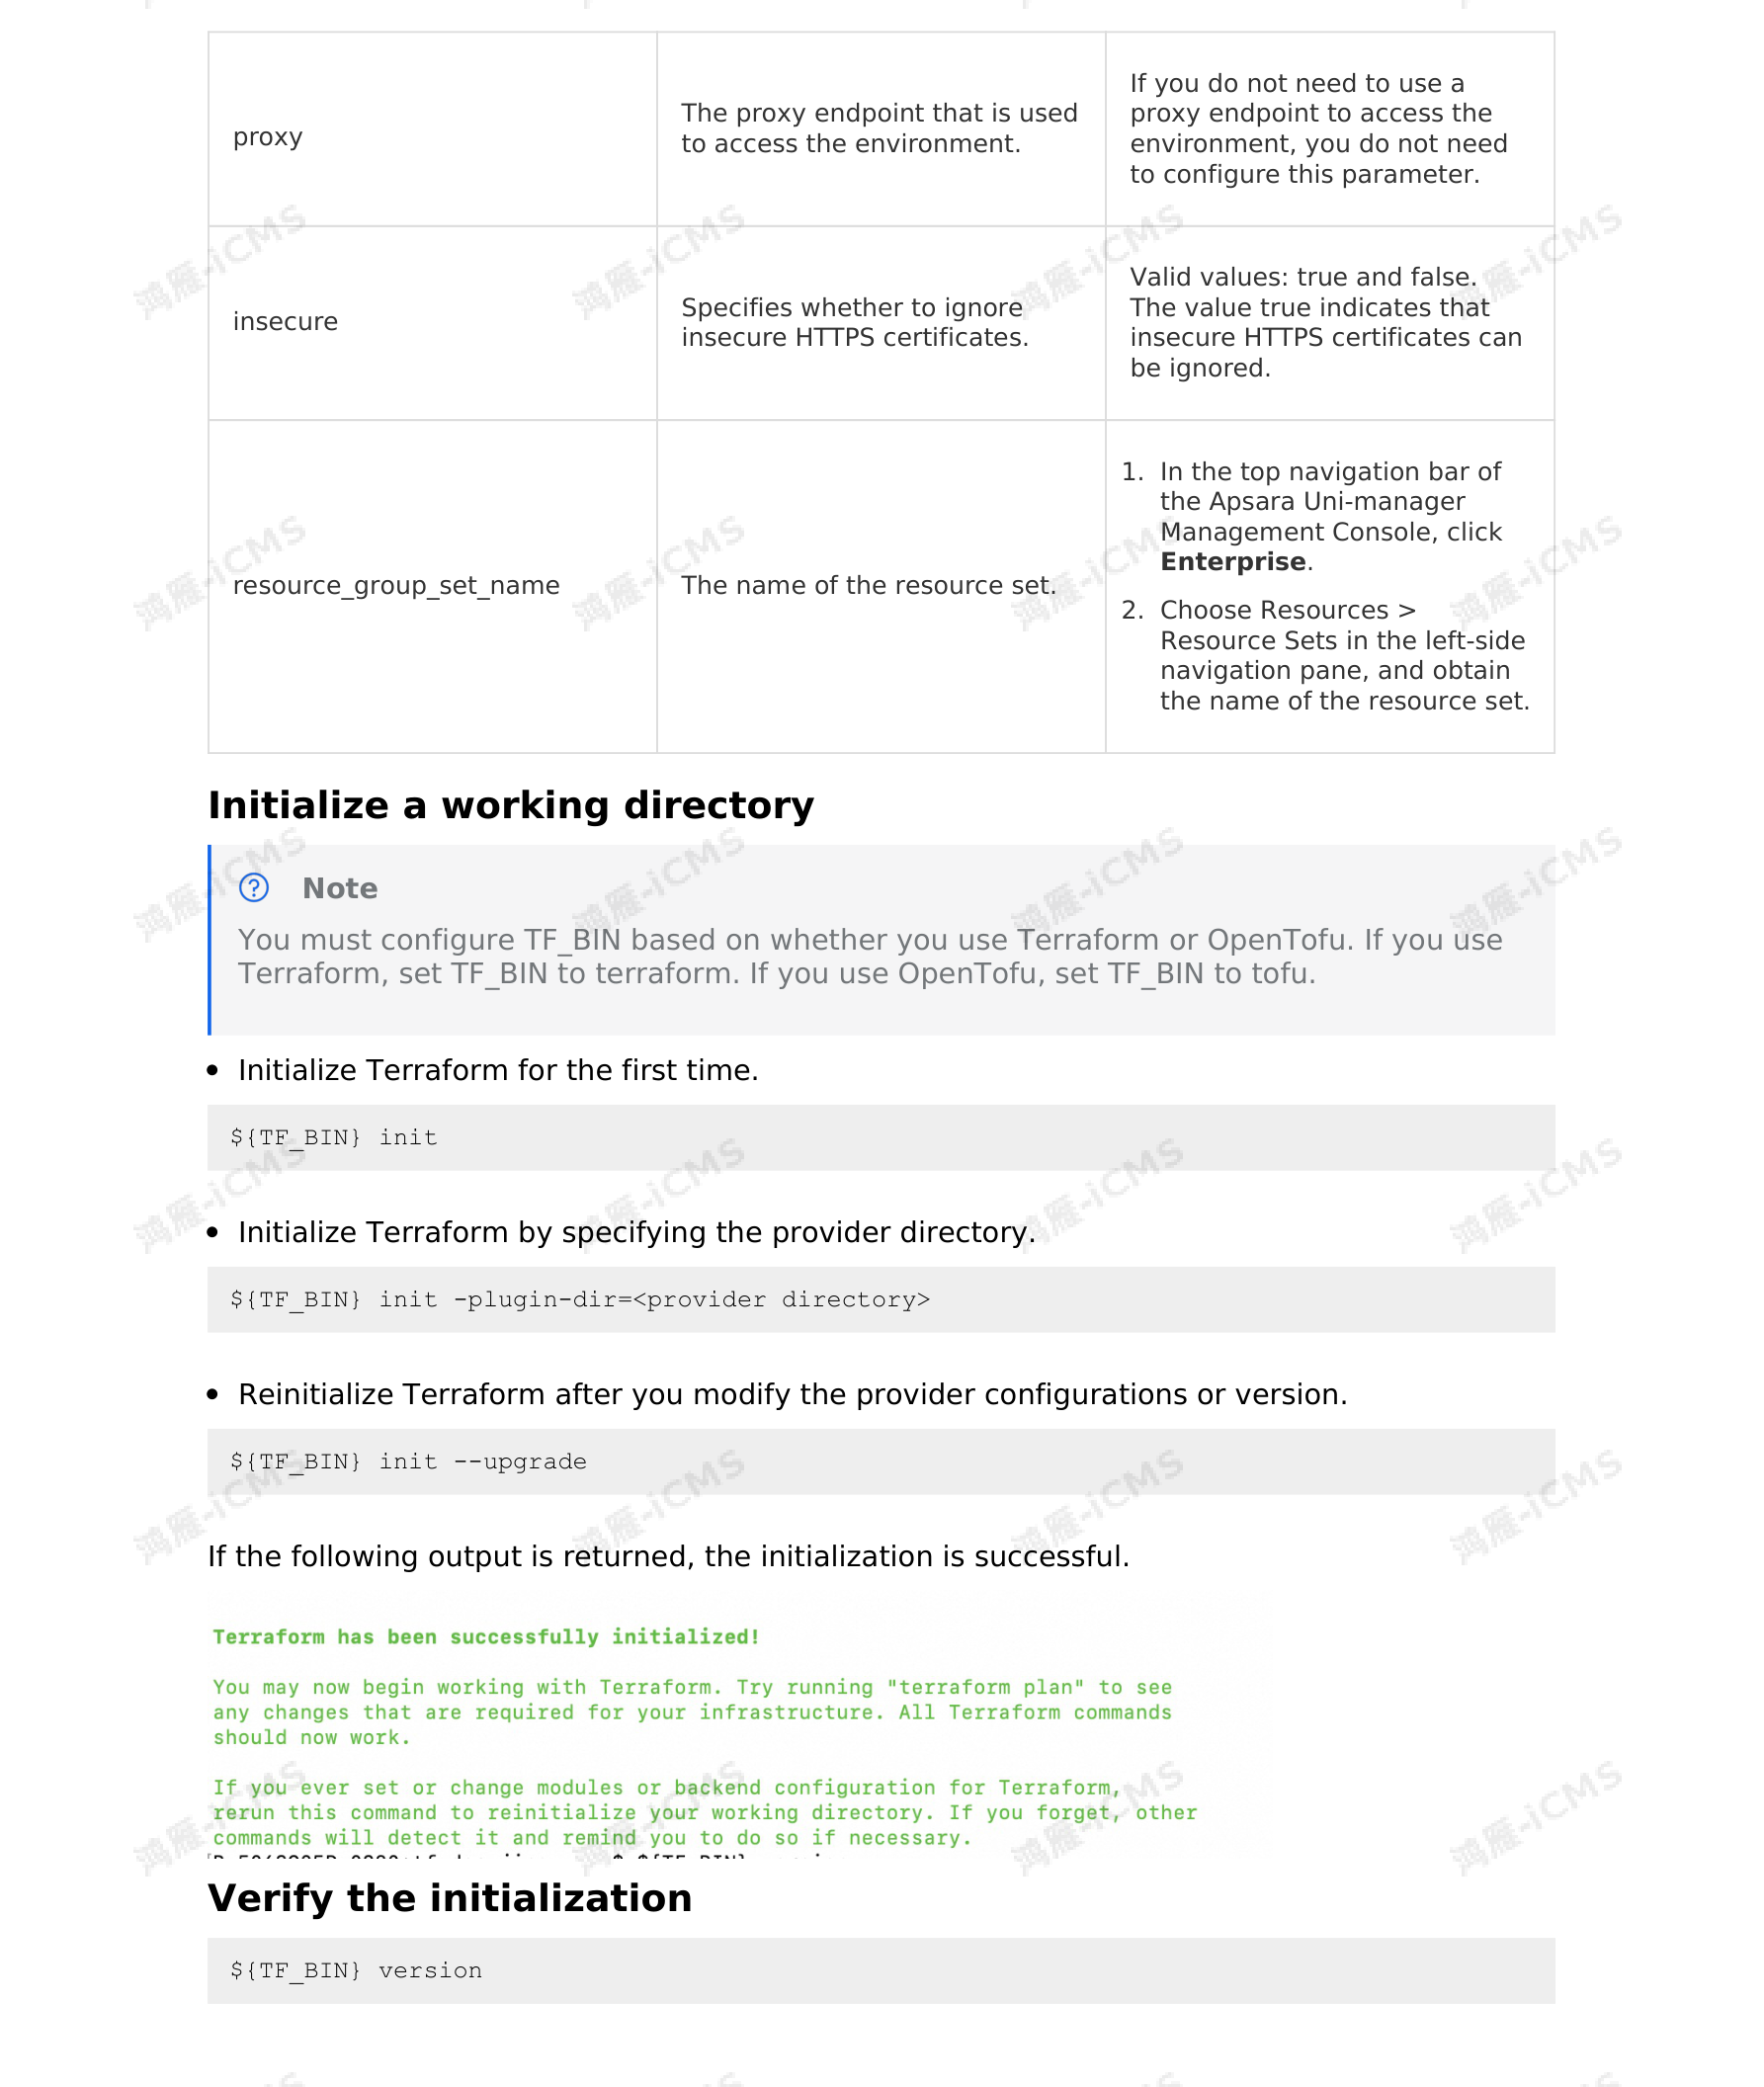 proxy
The proxy endpoint that is used
to access the environment.
If you do not need to use a
proxy endpoint to access the
environment, you do not need
to configure this parameter.
insecure
Specifies whether to ignore
insecure HTTPS certificates.
Valid values: true and false.
The value true indicates that
insecure HTTPS certificates can
be ignored.
resource_group_set_name
The name of the resource set.
1. In the top navigation bar of
the Apsara Uni-manager
Management Console, click
Enterprise.
2. Choose Resources >
Resource Sets in the left-side
navigation pane, and obtain
the name of the resource set.
Initialize a working directory
Note
You must configure TF_BIN based on whether you use Terraform or OpenTofu. If you use
Terraform, set TF_BIN to terraform. If you use OpenTofu, set TF_BIN to tofu.
• Initialize Terraform for the first time.
${TF_BIN} init
• Initialize Terraform by specifying the provider directory.
${TF_BIN} init -plugin-dir=<provider directory>
• Reinitialize Terraform after you modify the provider configurations or version.
${TF_BIN} init --upgrade
If the following output is returned, the initialization is successful.
Terraform has been successfully initialized!
You may now begin working with Terraform. Try running "terraform plan" to see
any changes that are required for your infrastructure. All Terraform commands
should now work.
If you ever set or change modules or backend configuration for Terraform,
rerun this command to reinitialize your working directory. If you forget, other
commands will detect it and remind you to do so if necessary.
Verify the initialization
${TF_BIN} version
鸿雁-iCMS